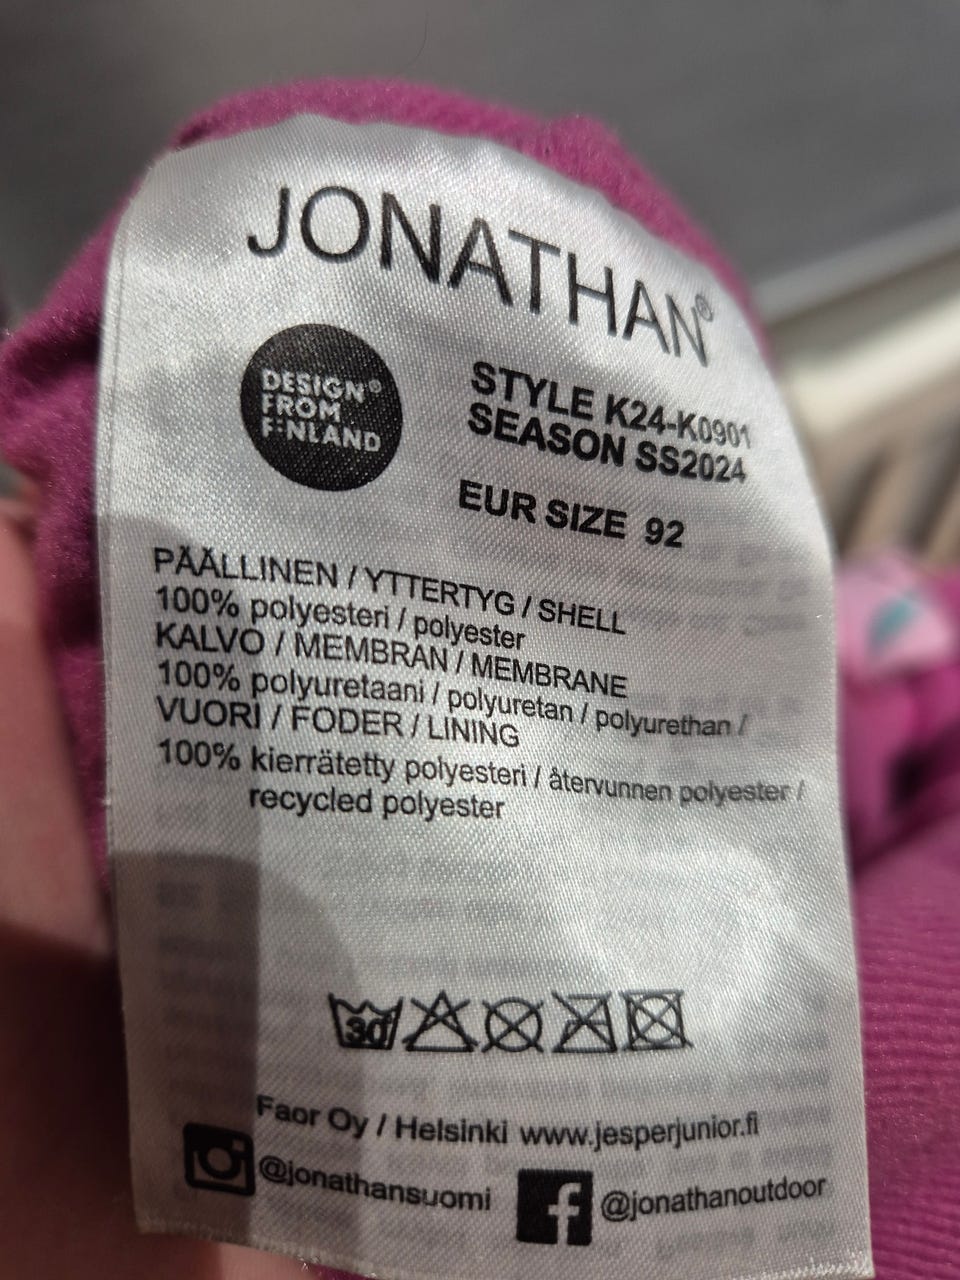 JONATHAN®
DESIGN®
FROM
F:NLAND
STYLE K24-K0901
SEASON SS2024
EUR SIZE 92
PÄÄLLINEN / YTTERTYG / SHELL
100% polyesteri / polyester
KALVO / MEMBRAN / MEMBRANE
100% polyuretaani / polyuretan / polyurethan /
VUORI / FODER / LINING
100% kierrätetty polyesteri / återvunnen polyester /
recycled polyester
30
Faor Oy / Helsinki www.jesperjunior.fi
@jonathansuomi
@jonathanoutdoor